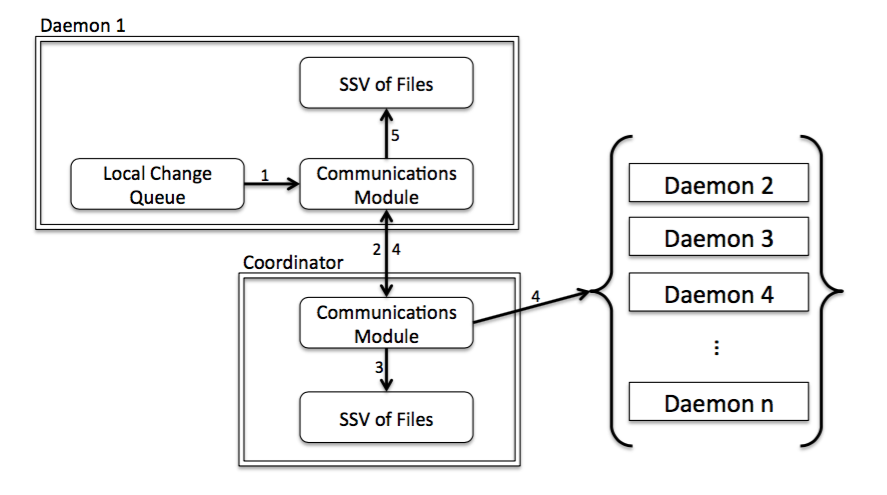 Daemon 1
SSV of Files
5
Local Change
Queue
1
Communications
Module
2
4
Coordinator
Communications
Module
3
SSV of Files
4
Daemon 2
Daemon 3
Daemon 4
...
Daemon n